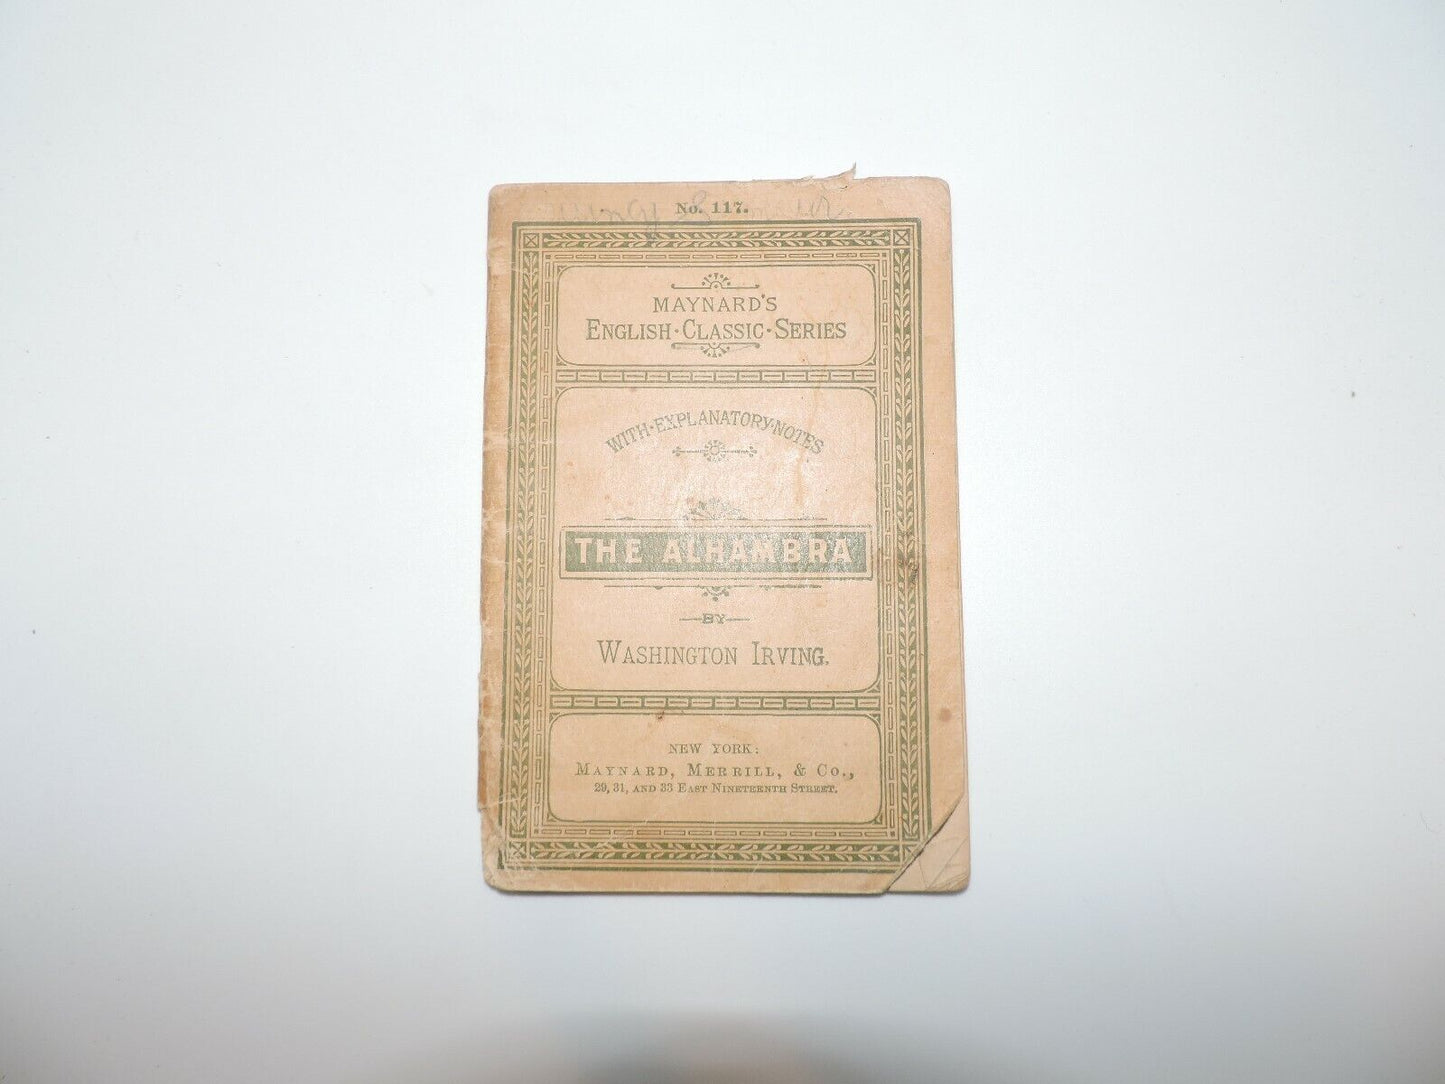 No. 117.
MAYNARD'S
ENGLISH·CLASSIC·SERIES
WITH·EXPLANATORY·NOTES
THE ALHAMBRA
BY
WASHINGTON IRVING.
NEW YORK:
MAYNARD, MERRILL, & CO.,
29, 31, AND 33 EAST NINETEENTH STREET.